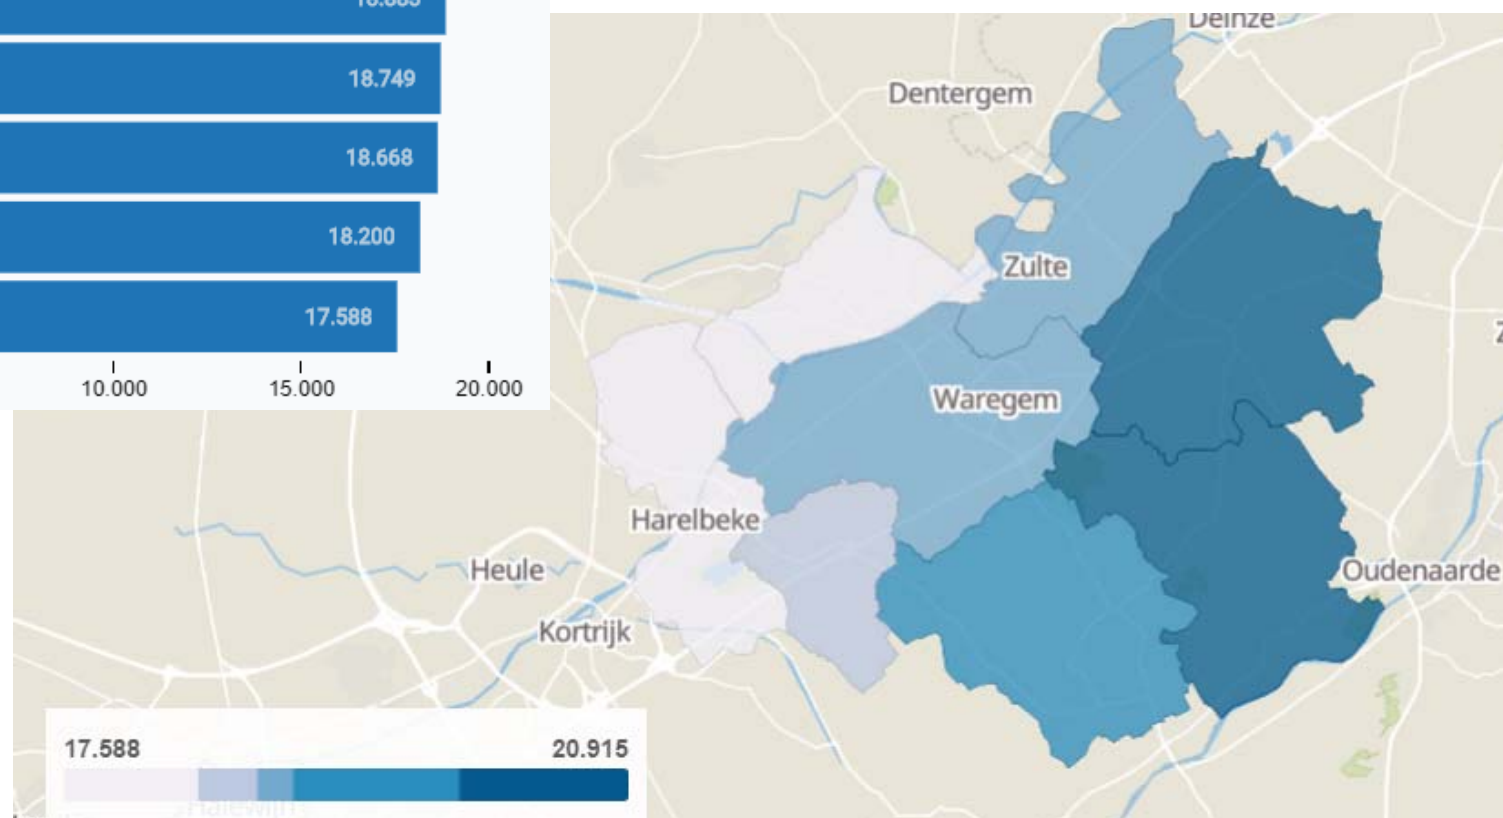 18.749
18.668
18.200
17.588
10.000 15.000 20.000
Deinze
Dentergem
Zulte
Waregem
Harelbeke
Heule
Oudenaarde
Kortrijk
17.588 20.915